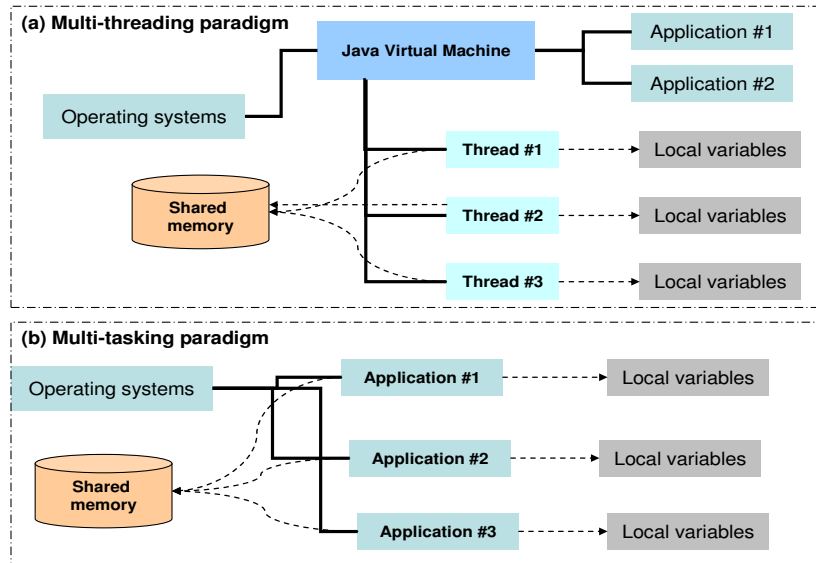 (a) Multi-threading paradigm
Java Virtual Machine
Application #1
Application #2
Operating systems
Thread #1
Local variables
Shared
memory
Thread #2
Local variables
Thread #3
Local variables
(b) Multi-tasking paradigm
Operating systems
Application #1
Local variables
Shared
memory
Application #2
Local variables
Application #3
Local variables